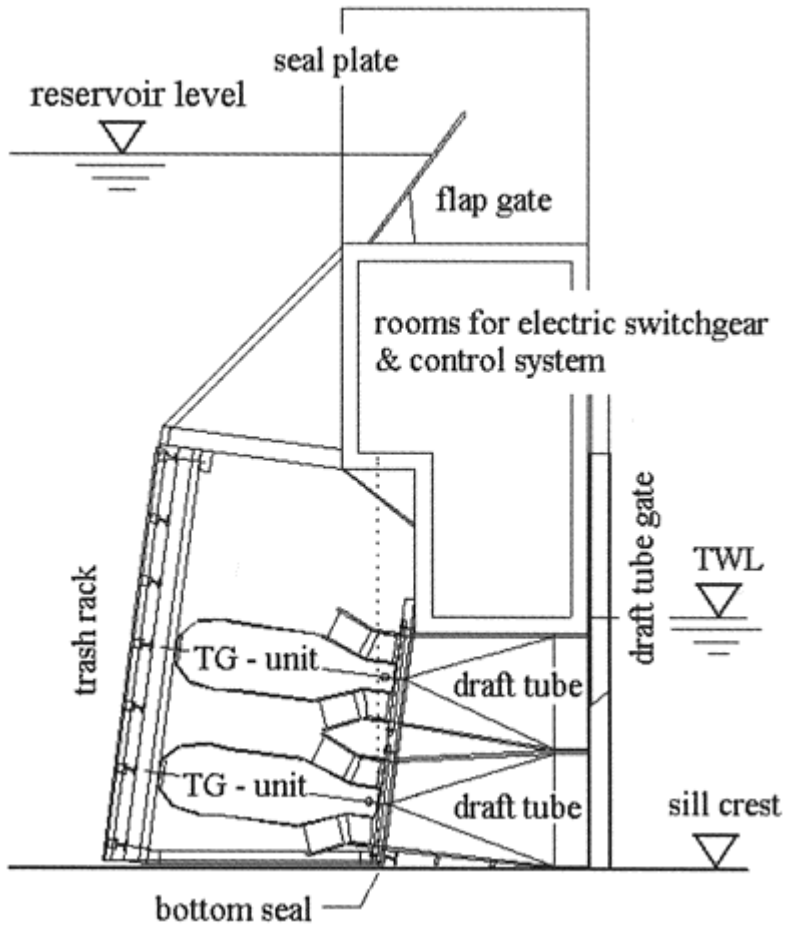 seal plate
reservoir level
flap gate
rooms for electric switchgear
& control system
draft tube gate
TWL
trash rack
TG - unit
draft tube
TG - unit
draft tube
sill crest
bottom seal